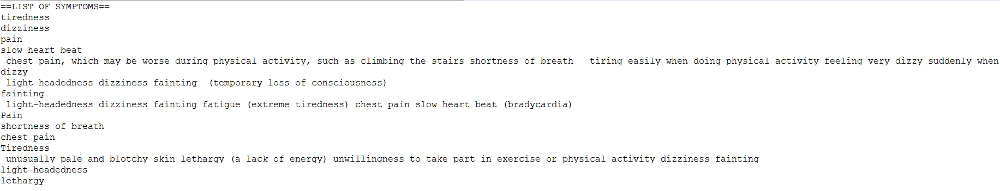 ==LIST OF SYMPTOMS==
tiredness
dizziness
pain
slow heart beat
 chest pain, which may be worse during physical activity, such as climbing the stairs shortness of breath   tiring easily when doing physical activity feeling very dizzy suddenly when
dizzy
 light-headedness dizziness fainting  (temporary loss of consciousness)
fainting
 light-headedness dizziness fainting fatigue (extreme tiredness) chest pain slow heart beat (bradycardia)
Pain
shortness of breath
chest pain
Tiredness
 unusually pale and blotchy skin lethargy (a lack of energy) unwillingness to take part in exercise or physical activity dizziness fainting
light-headedness
lethargy